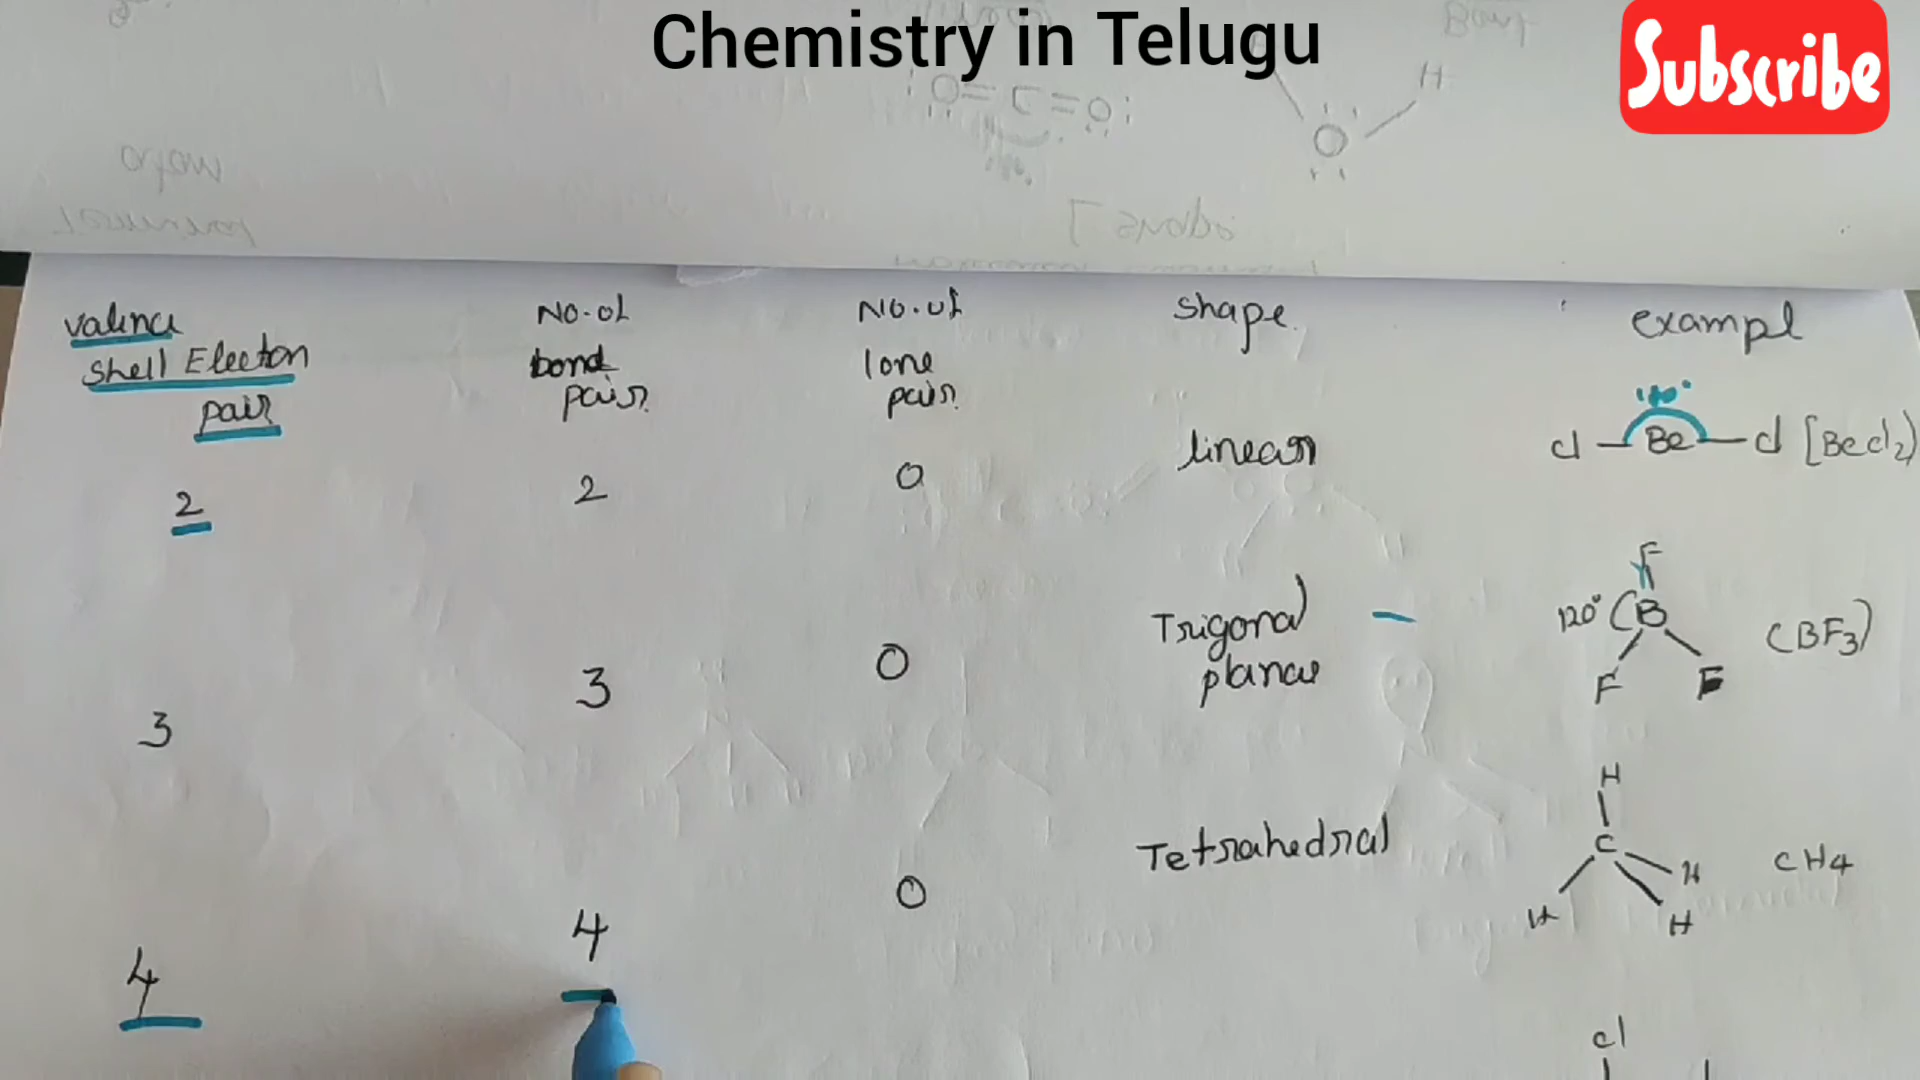 Chemistry in Telugu
Subscribe
H
:O=C=O:
O
valence
shell Electron
pair
No.of
bond
pair.
No.of
lone
pair.
shape.
exampl
180°
2
2
0
linear
cl—Be—cl [Becl2)
3
3
0
Trigonal
planar
F
120° (B
F F
(BF3)
4
4
0
Tetrahedral
H
C
H
H
H
CH4
cl